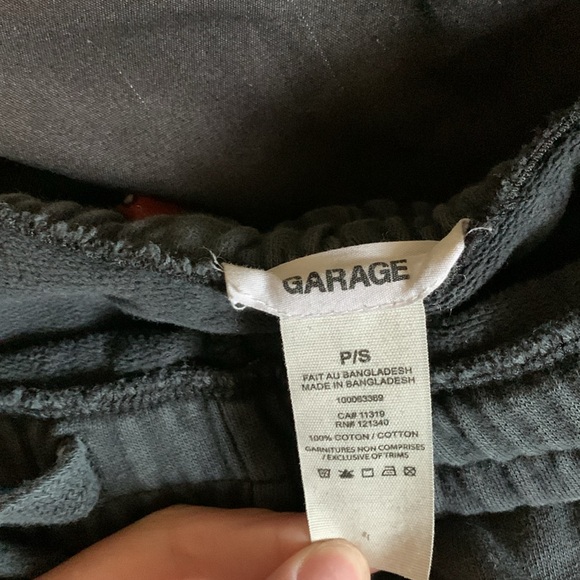 GARAGE
P/S
FAIT AU BANGLADESH
MADE IN BANGLADESH
100063369
CA# 11319
RN# 121340
100% COTON / COTTON
GARNITURES NON COMPRISES
/ EXCLUSIVE OF TRIMS